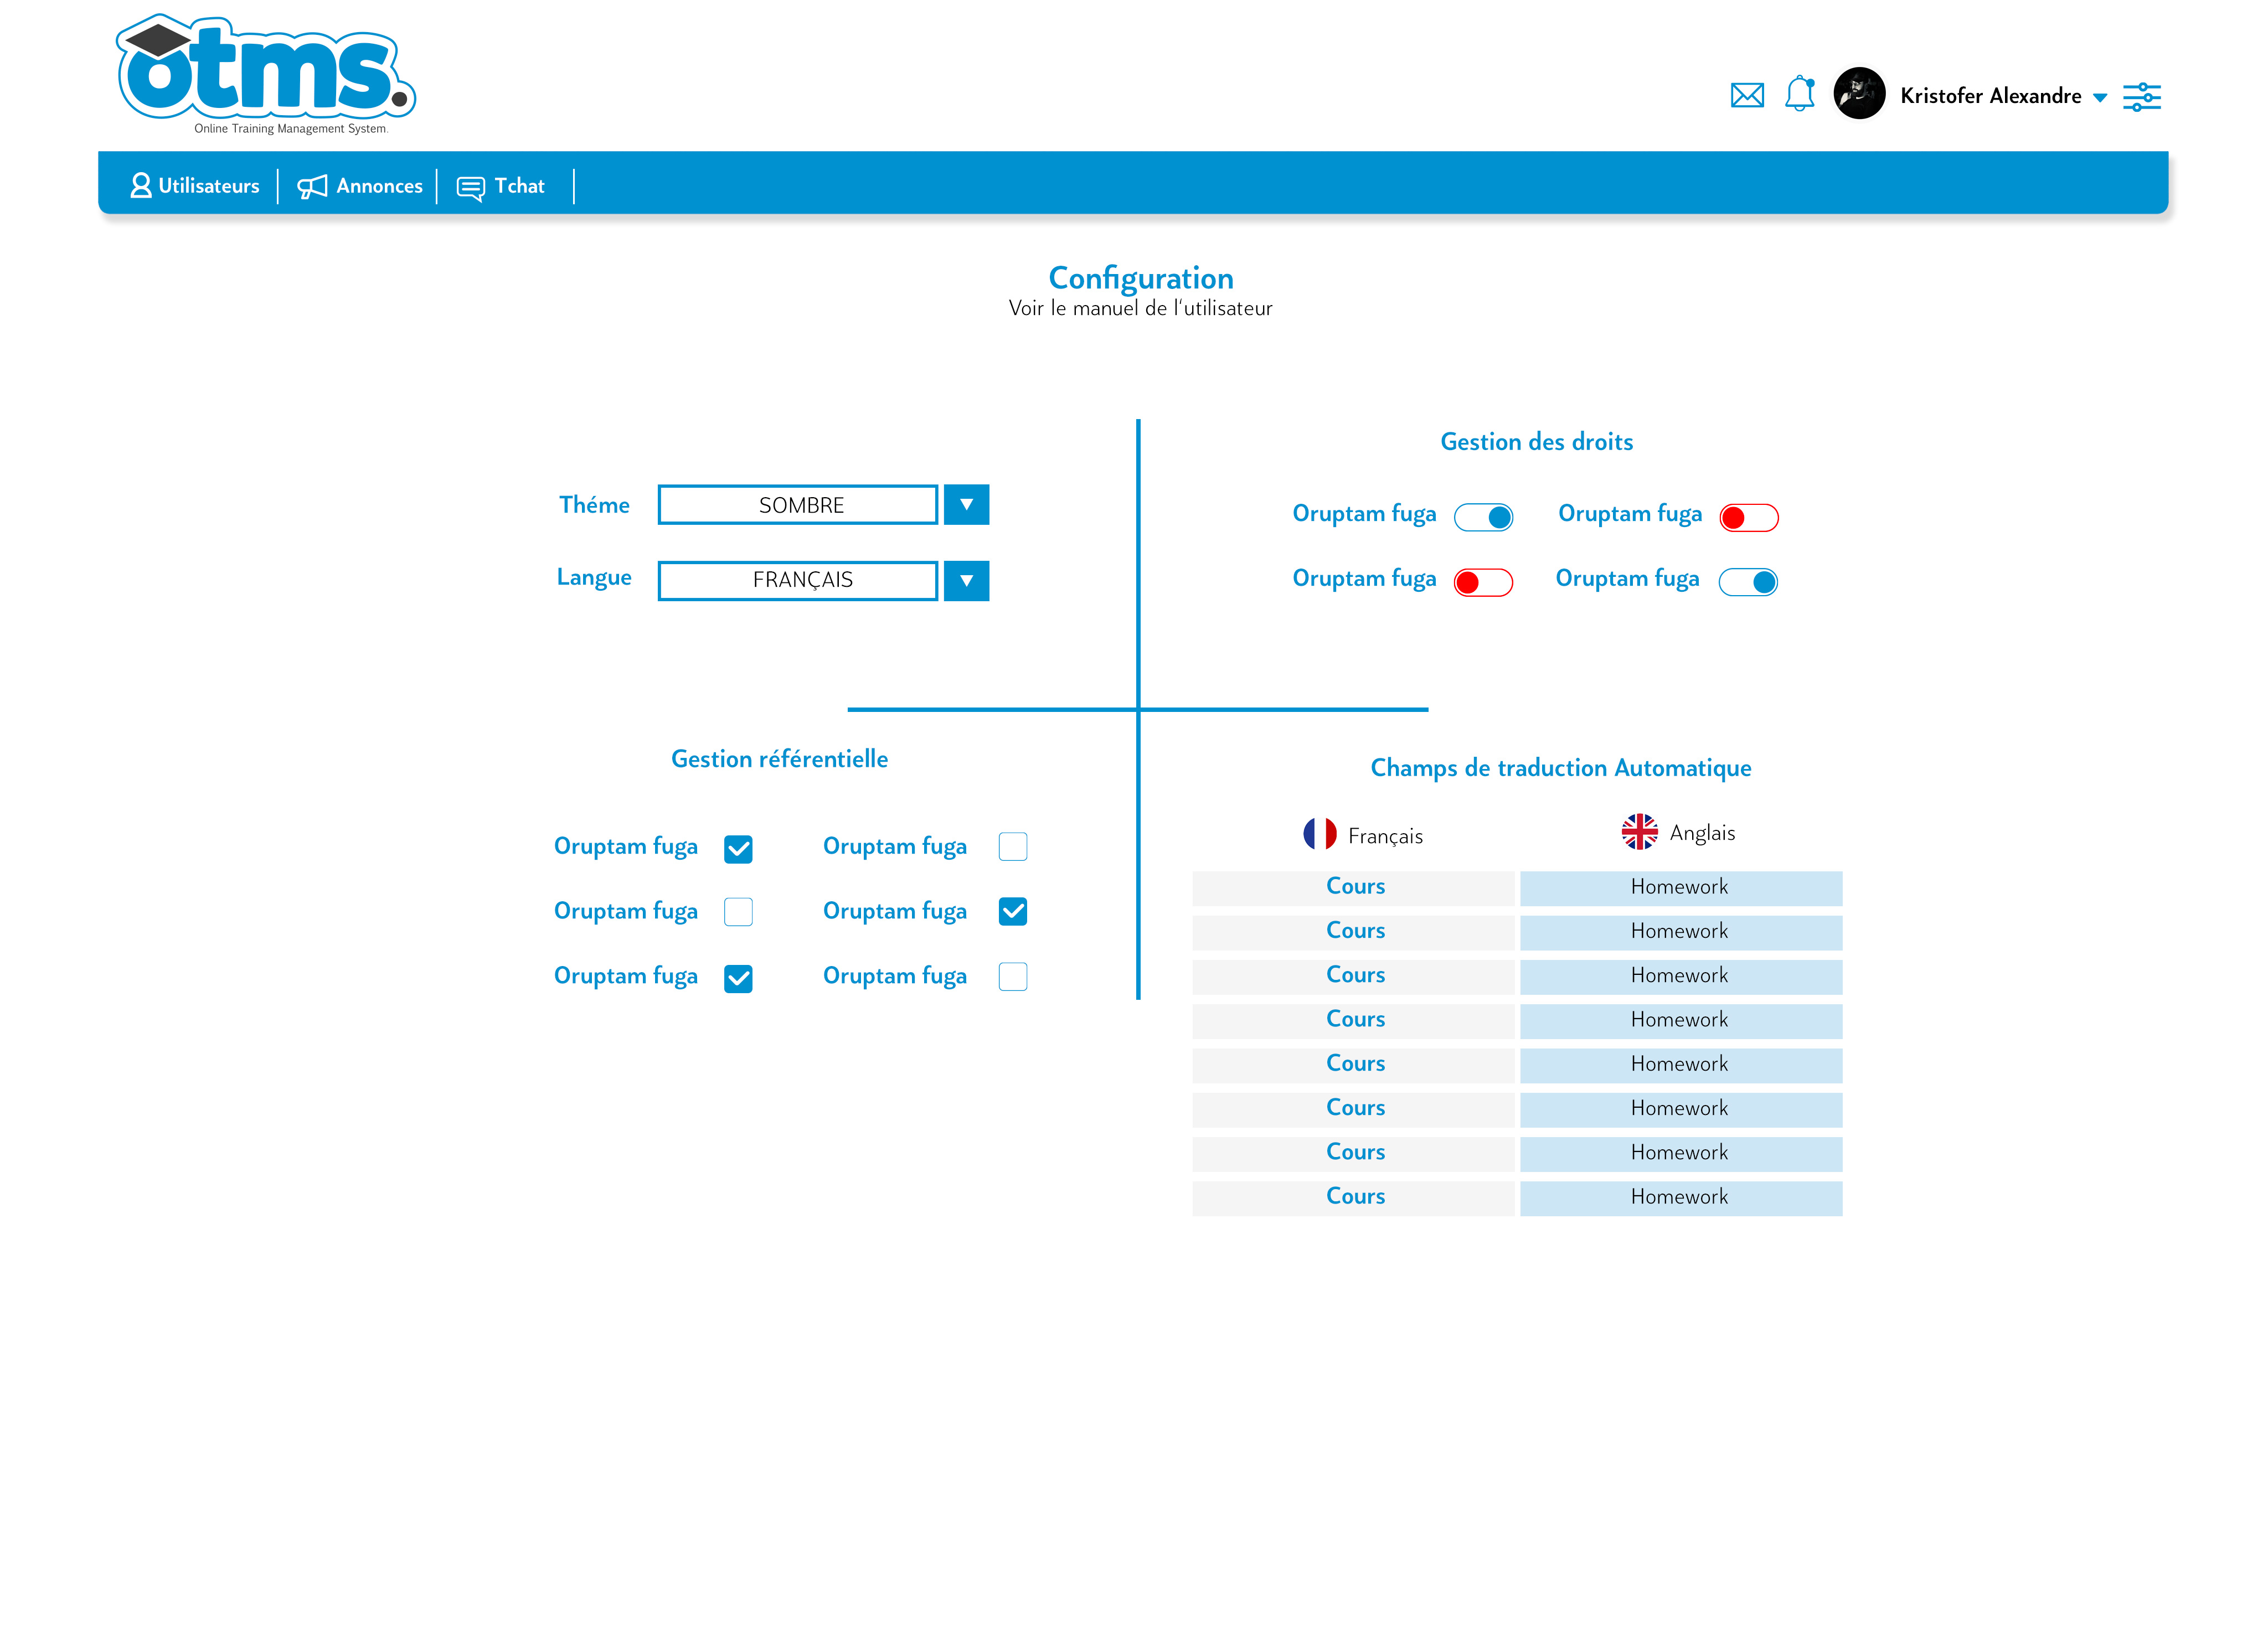 otms.
Online Training Management System.
Kristofer Alexandre
Utilisateurs
Annonces
Tchat
Configuration
Voir le manuel de l'utilisateur
Théme
SOMBRE
Langue
FRANÇAIS
Gestion des droits
Oruptam fuga
Oruptam fuga
Oruptam fuga
Oruptam fuga
Gestion référentielle
Oruptam fuga
Oruptam fuga
Oruptam fuga
Oruptam fuga
Oruptam fuga
Oruptam fuga
Champs de traduction Automatique
Français
Anglais
Cours
Homework
Cours
Homework
Cours
Homework
Cours
Homework
Cours
Homework
Cours
Homework
Cours
Homework
Cours
Homework